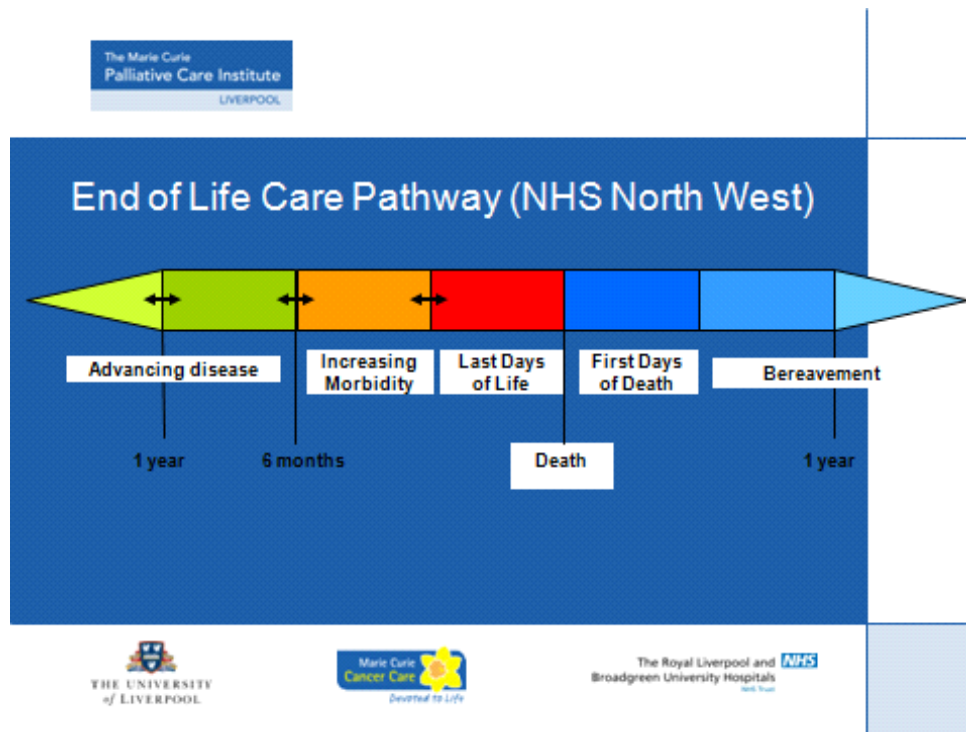 The Marie Curie
Palliative Care Institute
LIVERPOOL
End of Life Care Pathway (NHS North West)
Advancing disease
Increasing
Morbidity
Last Days
of Life
First Days
of Death
Bereavement
1 year
6 months
Death
1 year
THE UNIVERSITY
of LIVERPOOL
Marie Curie
Cancer Care
Devoted to Life
The Royal Liverpool and NHS
Broadgreen University Hospitals
NHS Trust